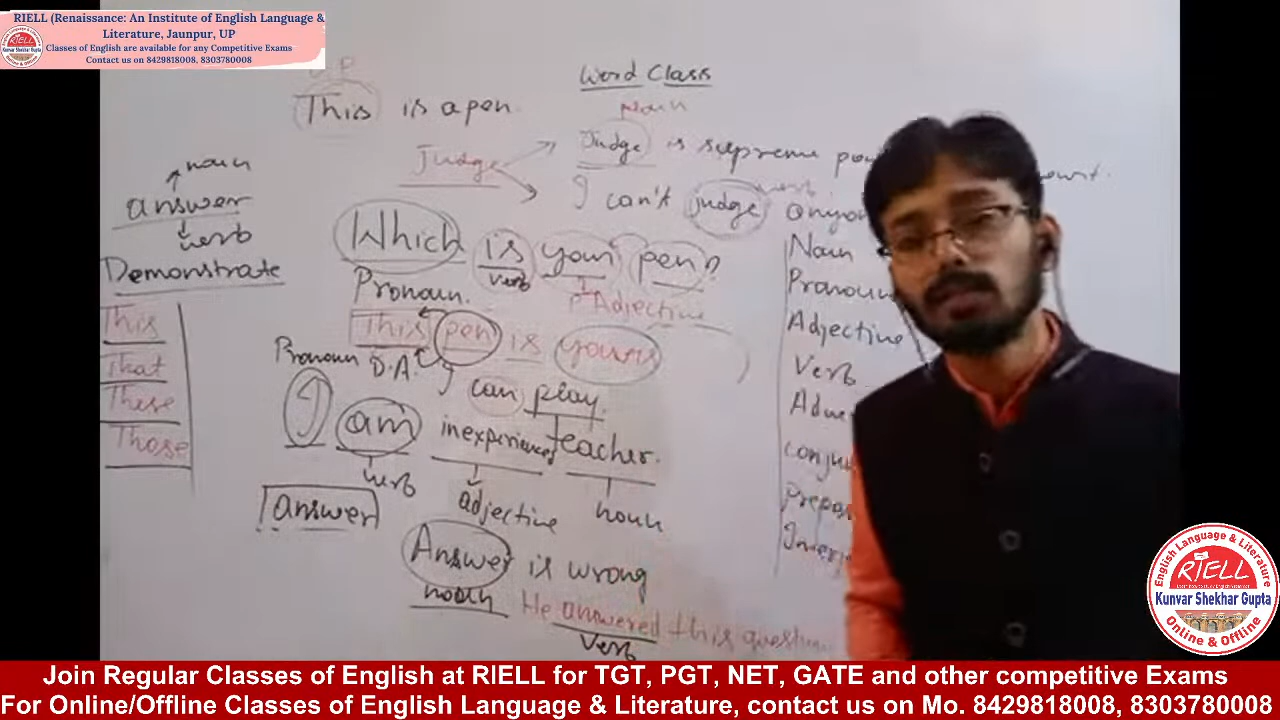 RIELL (Renaissance: An Institute of English Language &
Literature, Jaunpur, UP
Classes of English are available for any Competitive Exams
Contact us on 8429818008, 8303780008
Word Class
This is a pen.
Noun
Judge is supreme
Judge
I can't judge
verb
noun
answer
verb
Demonstrate
This
That
These
Those
Which is your pen?
Pronoun.
verb
Adjective
This pen is yours
Pronoun D.A.
I can play.
I am inexperienced teacher.
verb
adjective
noun
answer
Answer is wrong
noun
He answered this question
verb
Noun
Pronoun
Adjective
Verb
English Language & Literature
RIELL
Kunvar Shekhar Gupta
Online & Offline
Join Regular Classes of English at RIELL for TGT, PGT, NET, GATE and other competitive Exams
For Online/Offline Classes of English Language & Literature, contact us on Mo. 8429818008, 8303780008